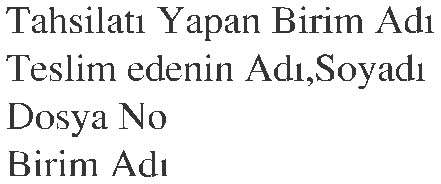 Tahsilatı Yapan Birim Adı
Teslim edenin Adı,Soyadı
Dosya No
Birim Adı